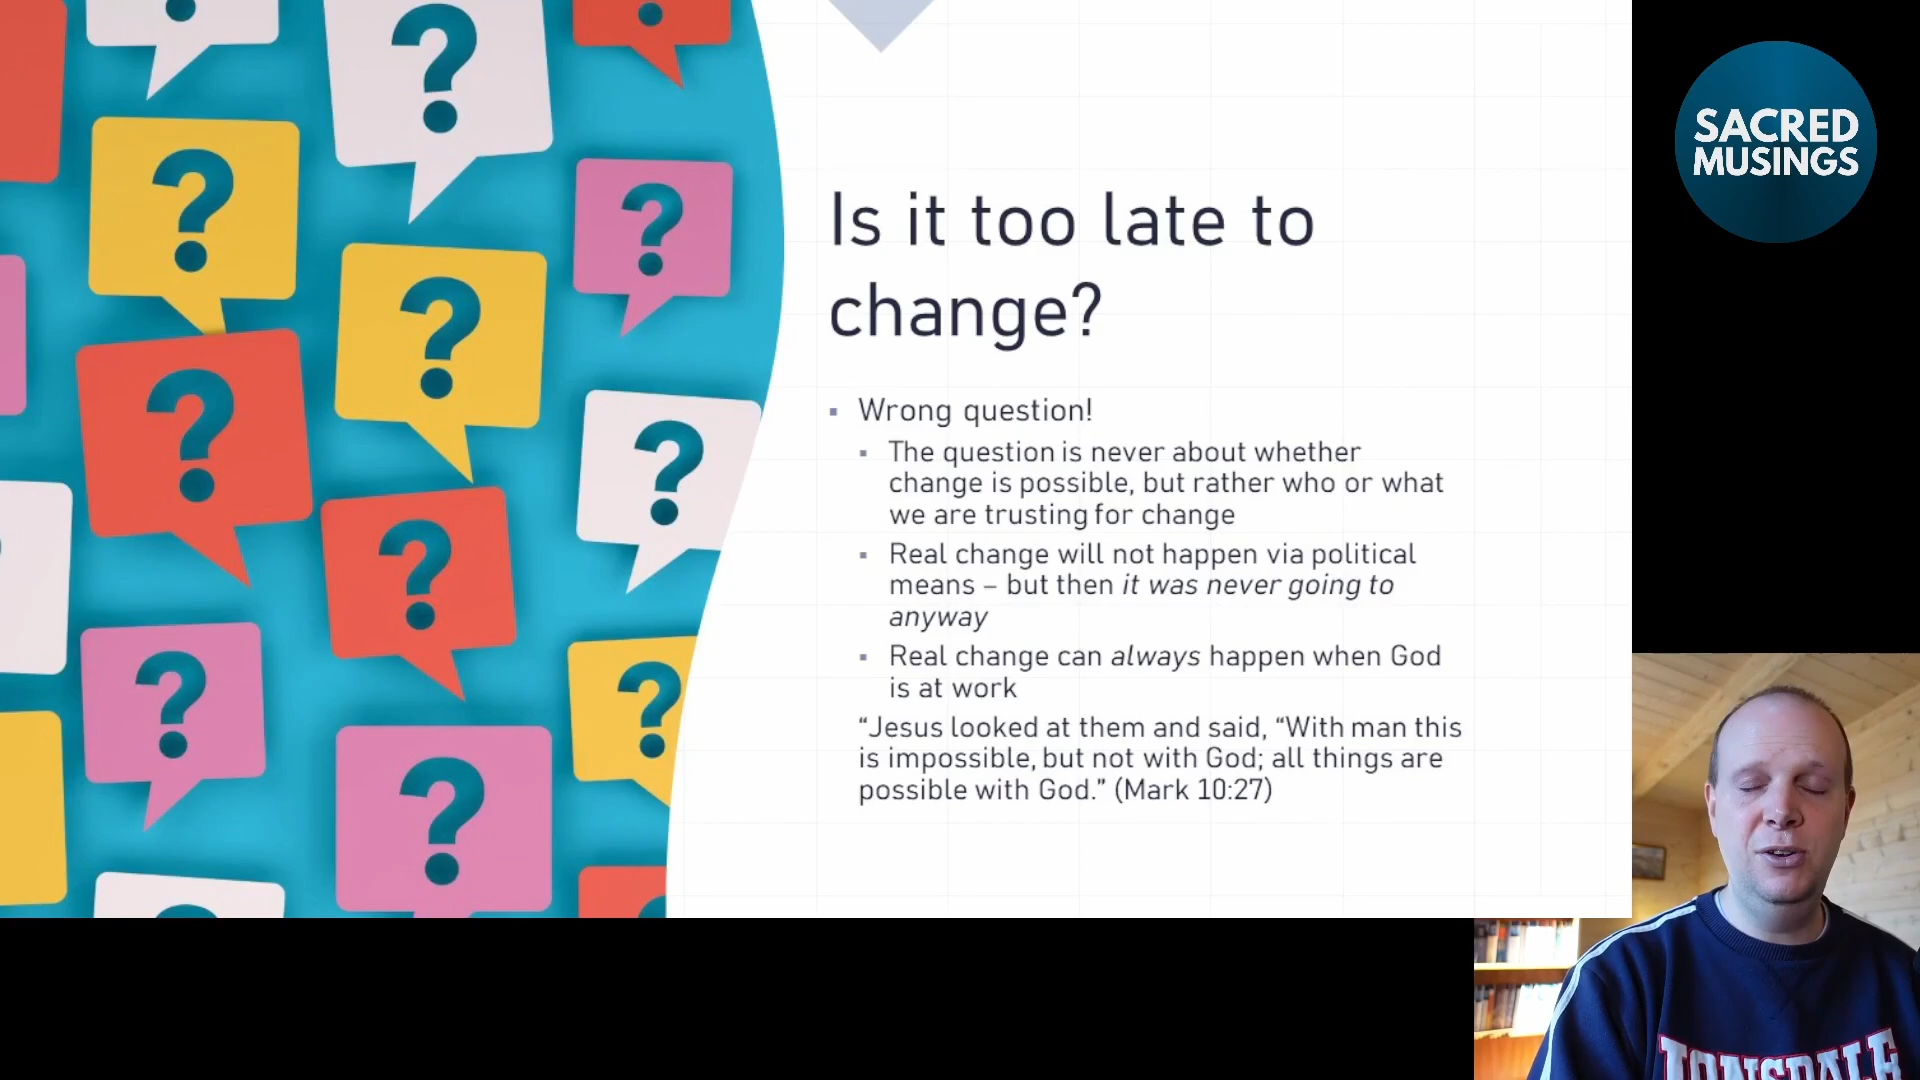 SACRED
MUSINGS
Is it too late to
change?
▪ Wrong question!
▪ The question is never about whether
change is possible, but rather who or what
we are trusting for change
▪ Real change will not happen via political
means – but then it was never going to
anyway
▪ Real change can always happen when God
is at work
“Jesus looked at them and said, “With man this
is impossible, but not with God; all things are
possible with God.” (Mark 10:27)
LONSDALE